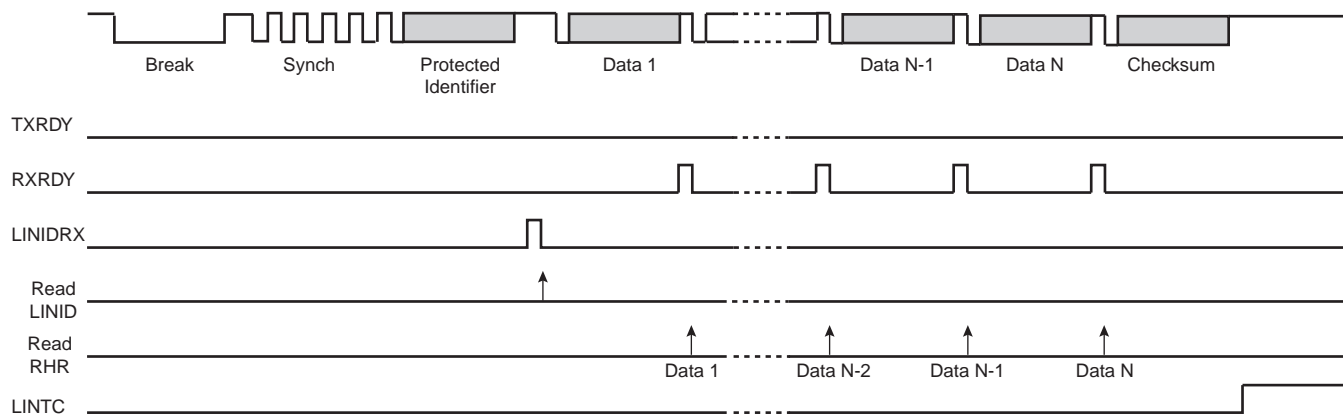 Break Synch Protected Data 1 Data N-1 Data N Checksum
Identifier
TXRDY
RXRDY
LINIDRX
Read
LINID
Read
RHR
Data 1 Data N-2 Data N-1 Data N
LINTC